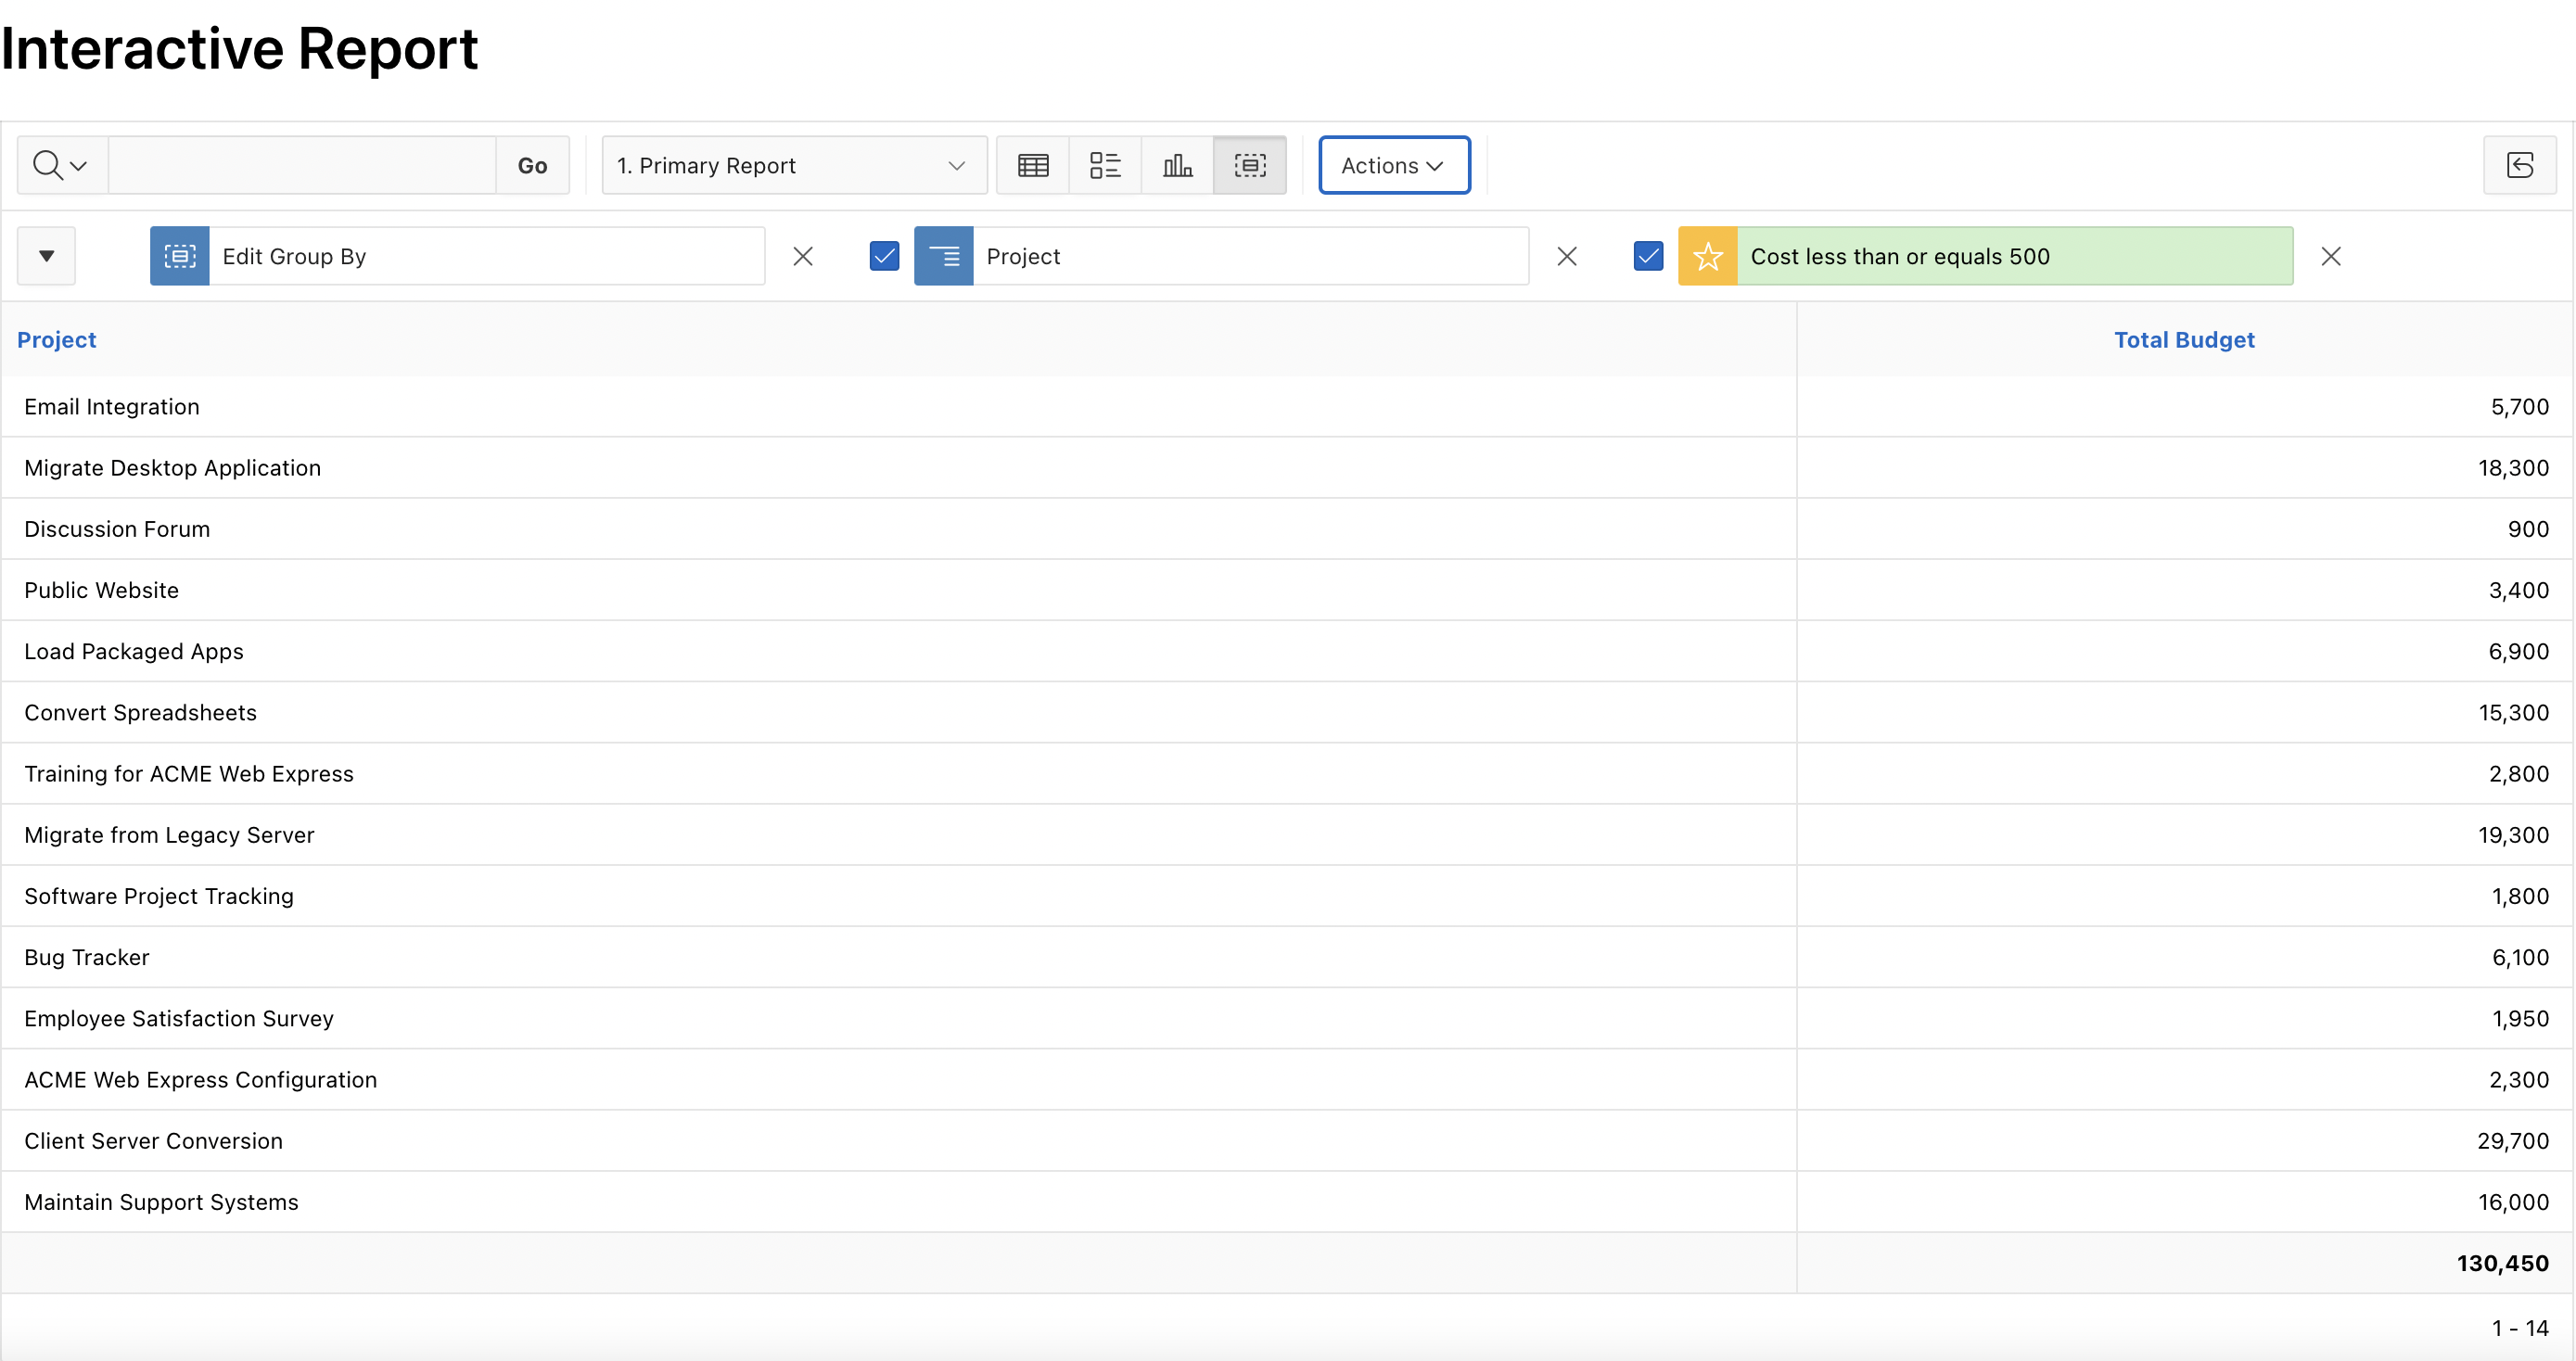 Interactive Report
Go
1. Primary Report
Actions
Edit Group By
Project
Cost less than or equals 500
Project Total Budget
Email Integration 5,700
Migrate Desktop Application 18,300
Discussion Forum 900
Public Website 3,400
Load Packaged Apps 6,900
Convert Spreadsheets 15,300
Training for ACME Web Express 2,800
Migrate from Legacy Server 19,300
Software Project Tracking 1,800
Bug Tracker 6,100
Employee Satisfaction Survey 1,950
ACME Web Express Configuration 2,300
Client Server Conversion 29,700
Maintain Support Systems 16,000
130,450
1 - 14